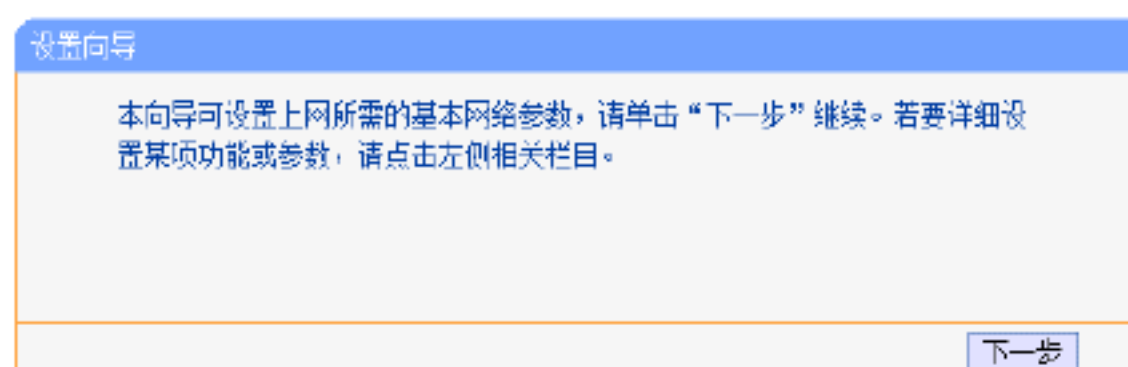 设置向导
本向导可设置上网所需的基本网络参数，请单击“下一步”继续。若要详细设
置某项功能或参数，请点击左侧相关栏目。
下一步